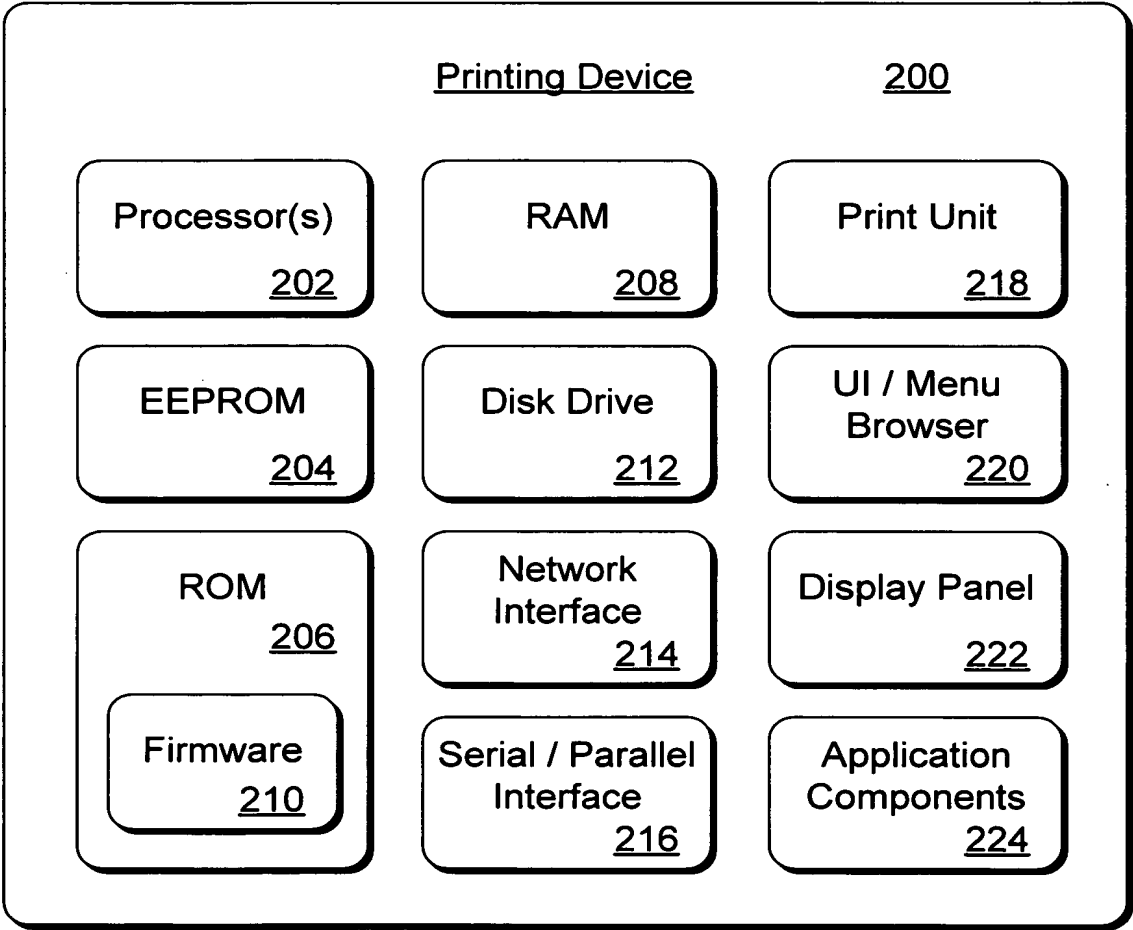 Printing Device 200
Processor(s)
202
RAM
208
Print Unit
218
EEPROM
204
Disk Drive
212
UI / Menu
Browser
220
ROM
206
Firmware
210
Network
Interface
214
Display Panel
222
Serial / Parallel
Interface
216
Application
Components
224